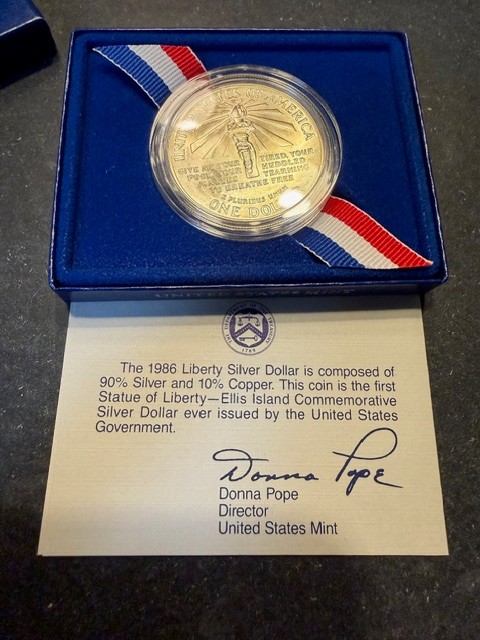 UNITED STATES OF AMERICA
GIVE ME YOUR TIRED, YOUR
POOR, YOUR HUDDLED
MASSES YEARNING
TO BREATHE FREE
E PLURIBUS UNUM
ONE DOLLAR
1789
The 1986 Liberty Silver Dollar is composed of
90% Silver and 10% Copper. This coin is the first
Statue of Liberty—Ellis Island Commemorative
Silver Dollar ever issued by the United States
Government.
Donna Pope
Donna Pope
Director
United States Mint